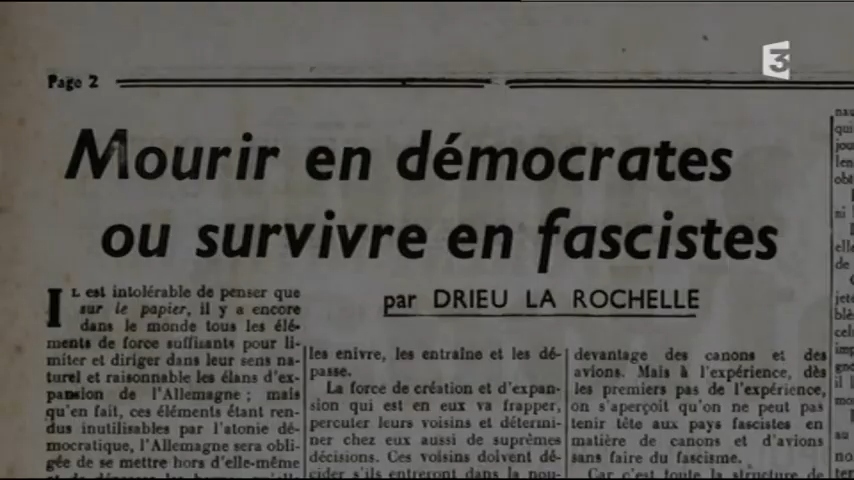 3
Page 2
Mourir en démocrates
ou survivre en fascistes
par DRIEU LA ROCHELLE
IL est intolérable de penser que
sur le papier, il y a encore
dans le monde tous les élé-
ments de force suffisants pour li-
miter et diriger dans leur sens na-
turel et raisonnable les élans d'ex-
pansion de l'Allemagne ; mais
qu'en fait, ces éléments étant ren-
dus inutilisables par l'atonie dé-
mocratique, l'Allemagne sera obli-
gée de se mettre hors d'elle-même
les enivre, les entraîne et les dé-
passe.
La force de création et d'expan-
sion qui est en eux va frapper,
percuter leurs voisins et détermi-
ner chez eux aussi de suprêmes
décisions. Ces voisins doivent dé-
cider s'ils entreront dans la nou-
devantage des canons et des
avions. Mais à l'expérience, dès
les premiers pas de l'expérience,
on s'aperçoit qu'on ne peut pas
tenir tête aux pays fascistes en
matière de canons et d'avions
sans faire du fascisme.
Car c'est toute la structure de